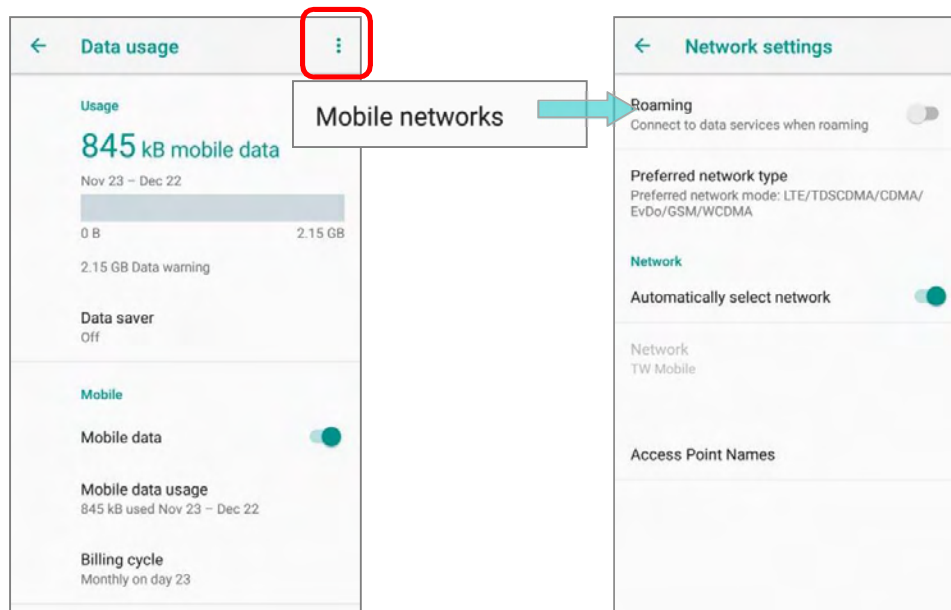 Data usage
Usage
845 kB mobile data
Nov 23 – Dec 22
0 B 2.15 GB
2.15 GB Data warning
Data saver
Off
Mobile
Mobile data
Mobile data usage
845 kB used Nov 23 – Dec 22
Billing cycle
Monthly on day 23
Mobile networks
Network settings
Roaming
Connect to data services when roaming
Preferred network type
Preferred network mode: LTE/TDSCDMA/CDMA/
EvDo/GSM/WCDMA
Network
Automatically select network
Network
TW Mobile
Access Point Names